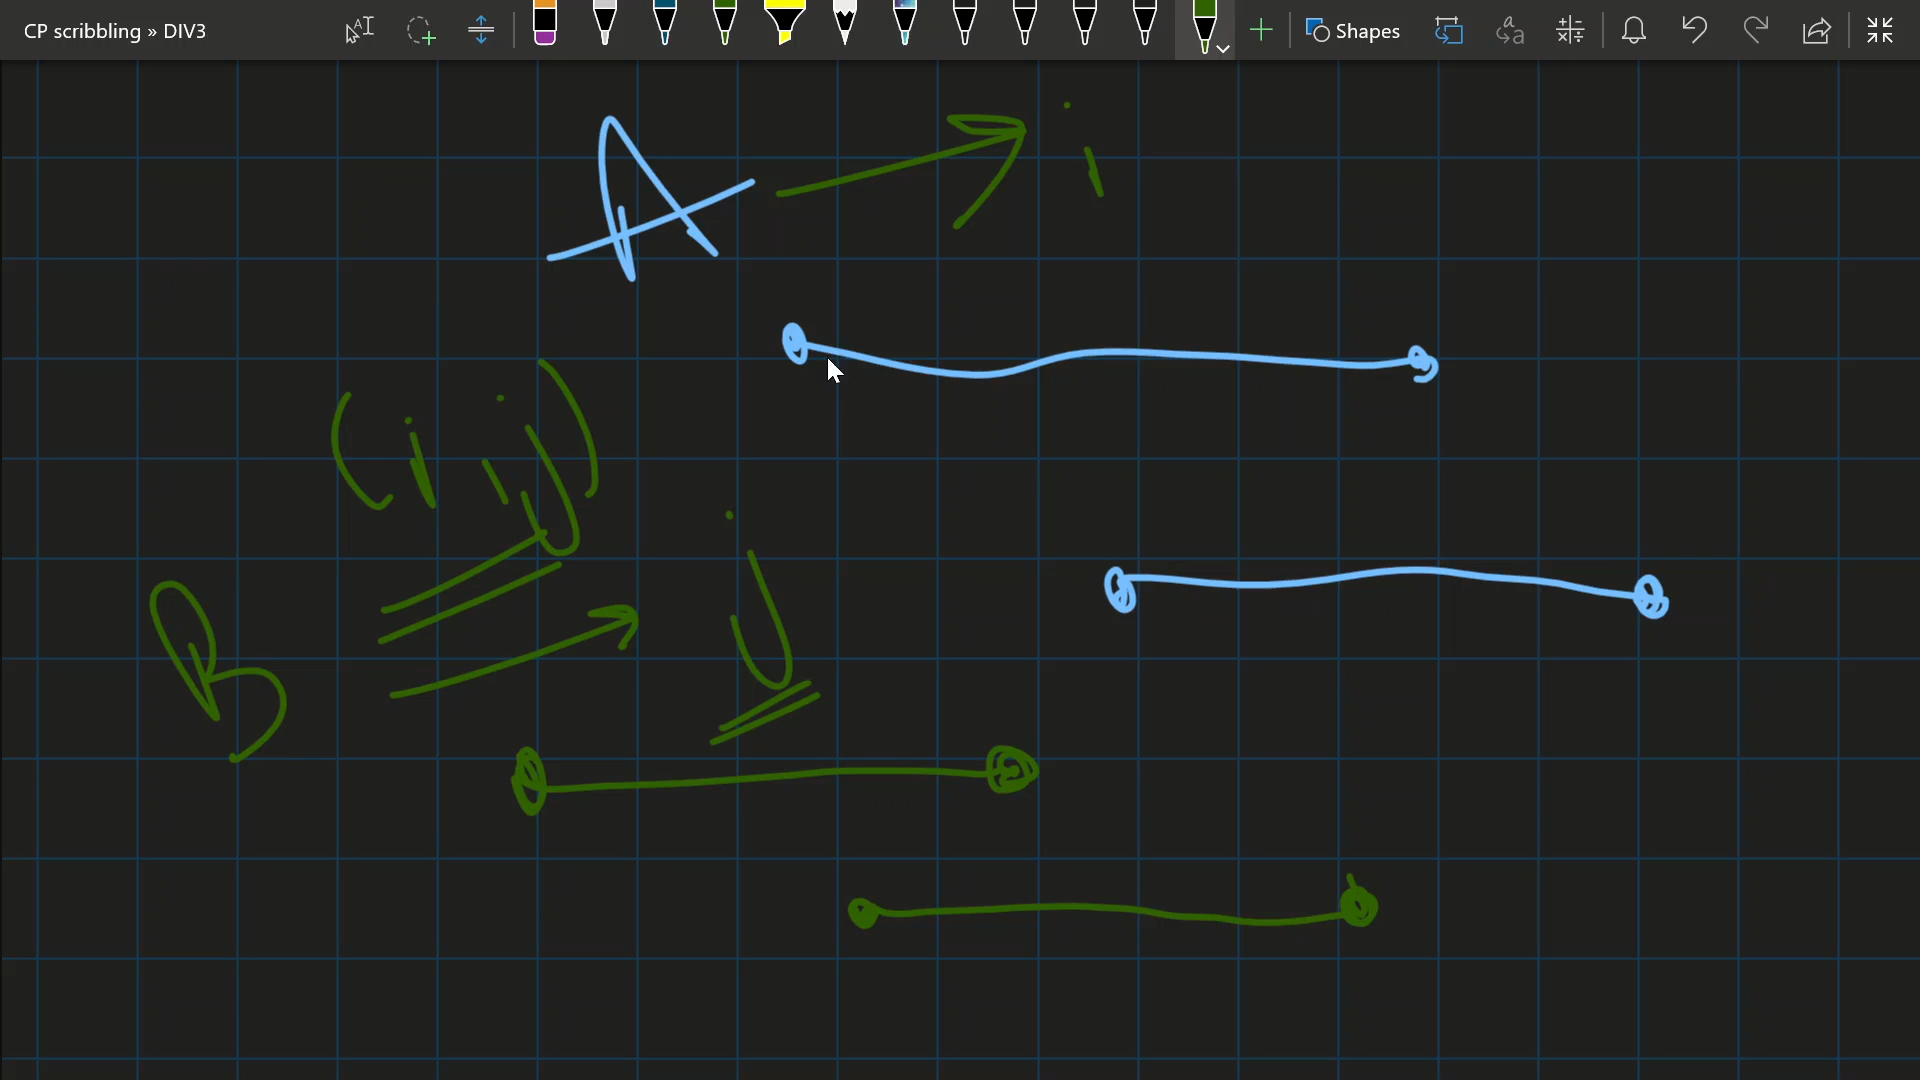 CP scribbling » DIV3
Shapes
A i
(i, j)
B j